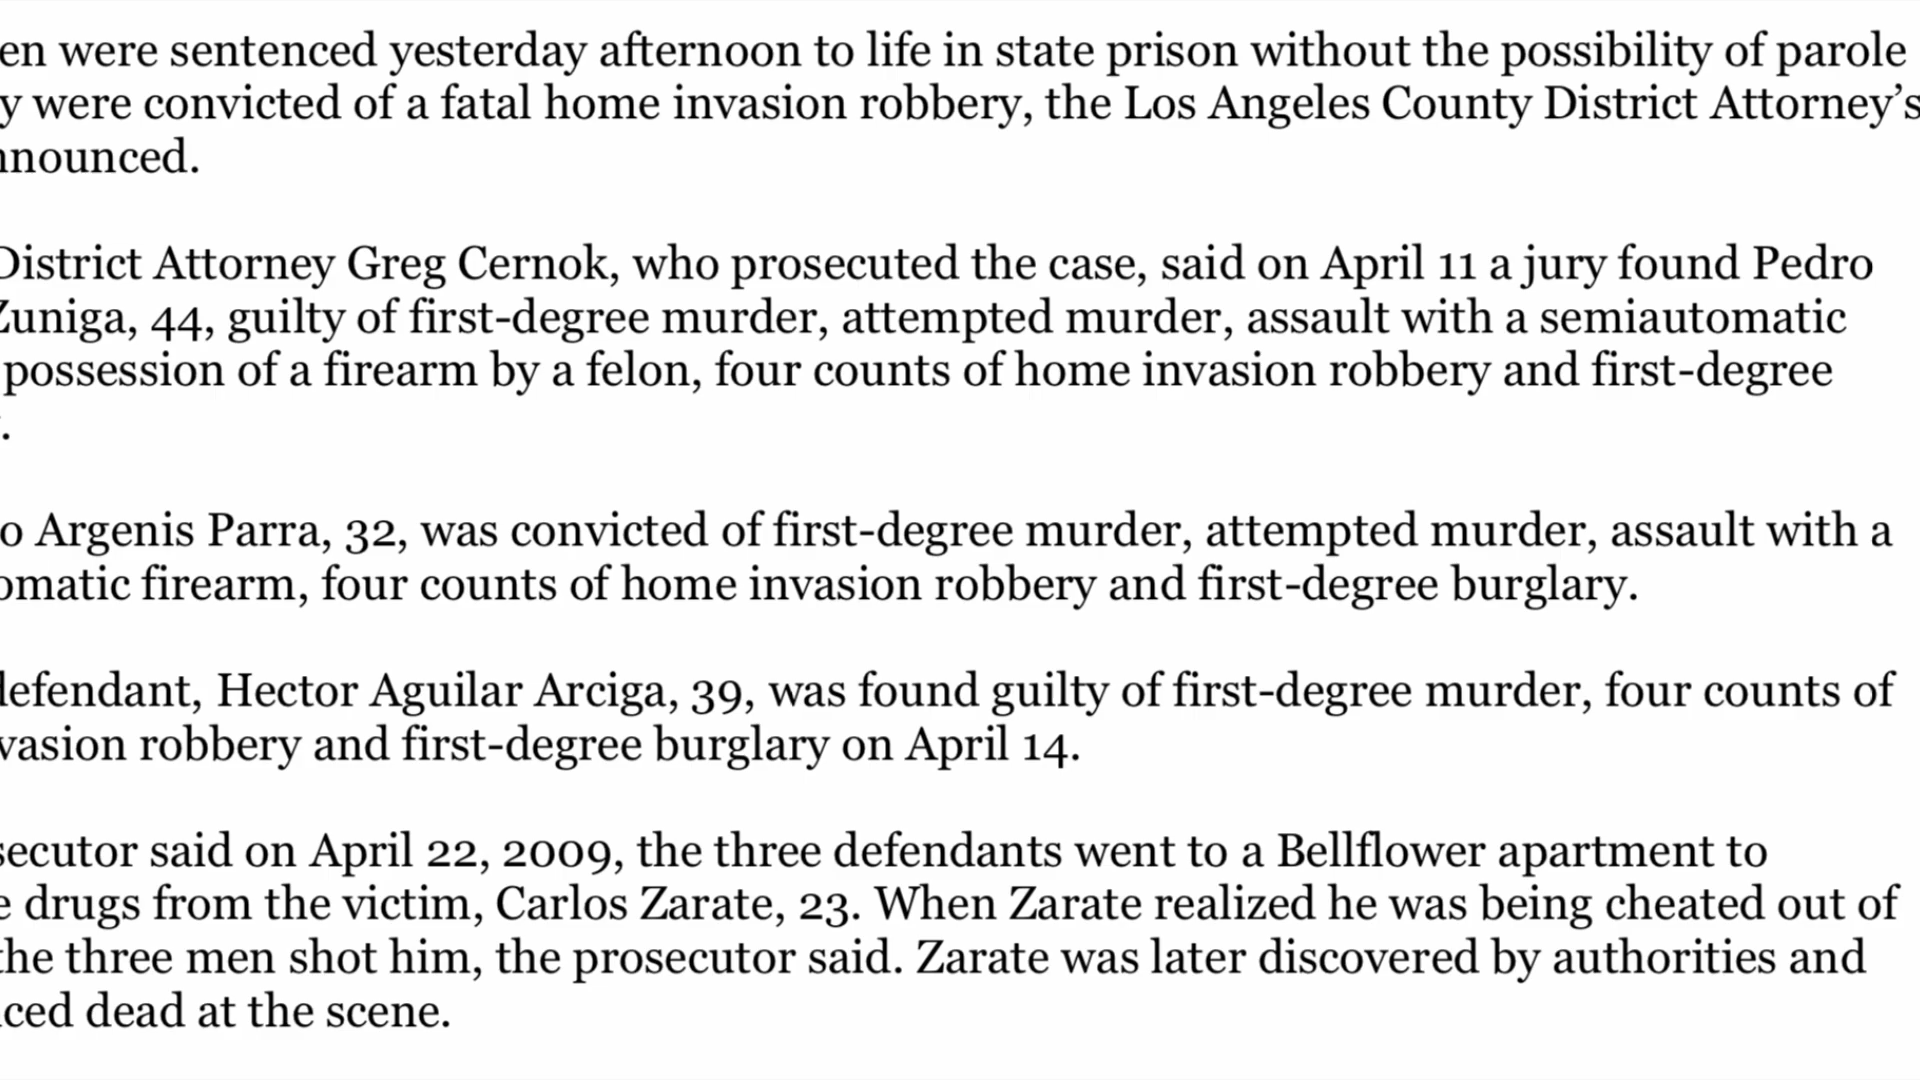 en were sentenced yesterday afternoon to life in state prison without the possibility of parole
y were convicted of a fatal home invasion robbery, the Los Angeles County District Attorney's
nnounced.
District Attorney Greg Cernok, who prosecuted the case, said on April 11 a jury found Pedro
Zuniga, 44, guilty of first-degree murder, attempted murder, assault with a semiautomatic
possession of a firearm by a felon, four counts of home invasion robbery and first-degree
.
o Argenis Parra, 32, was convicted of first-degree murder, attempted murder, assault with a
omatic firearm, four counts of home invasion robbery and first-degree burglary.
defendant, Hector Aguilar Arciga, 39, was found guilty of first-degree murder, four counts of
vasion robbery and first-degree burglary on April 14.
secutor said on April 22, 2009, the three defendants went to a Bellflower apartment to
e drugs from the victim, Carlos Zarate, 23. When Zarate realized he was being cheated out of
the three men shot him, the prosecutor said. Zarate was later discovered by authorities and
ced dead at the scene.